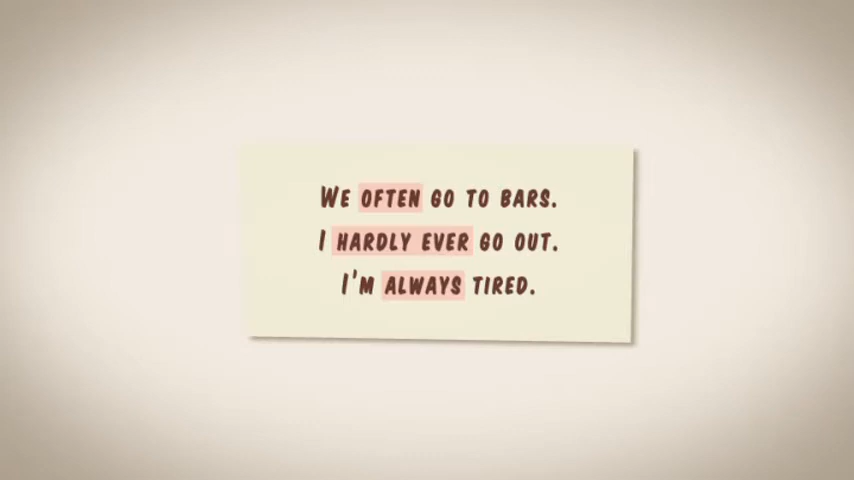 We often go to bars.
I hardly ever go out.
I'm always tired.